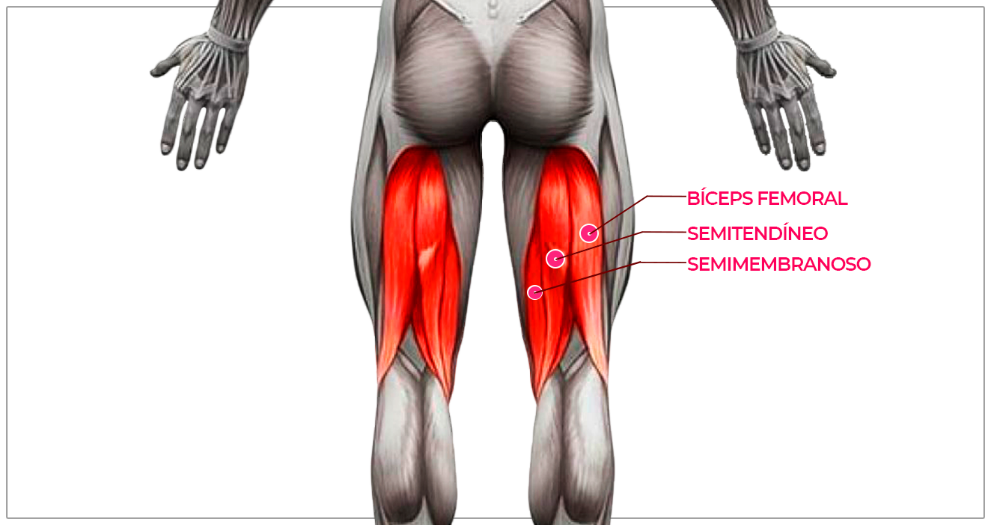 BÍCEPS FEMORAL
SEMITENDÍNEO
SEMIMEMBRANOSO